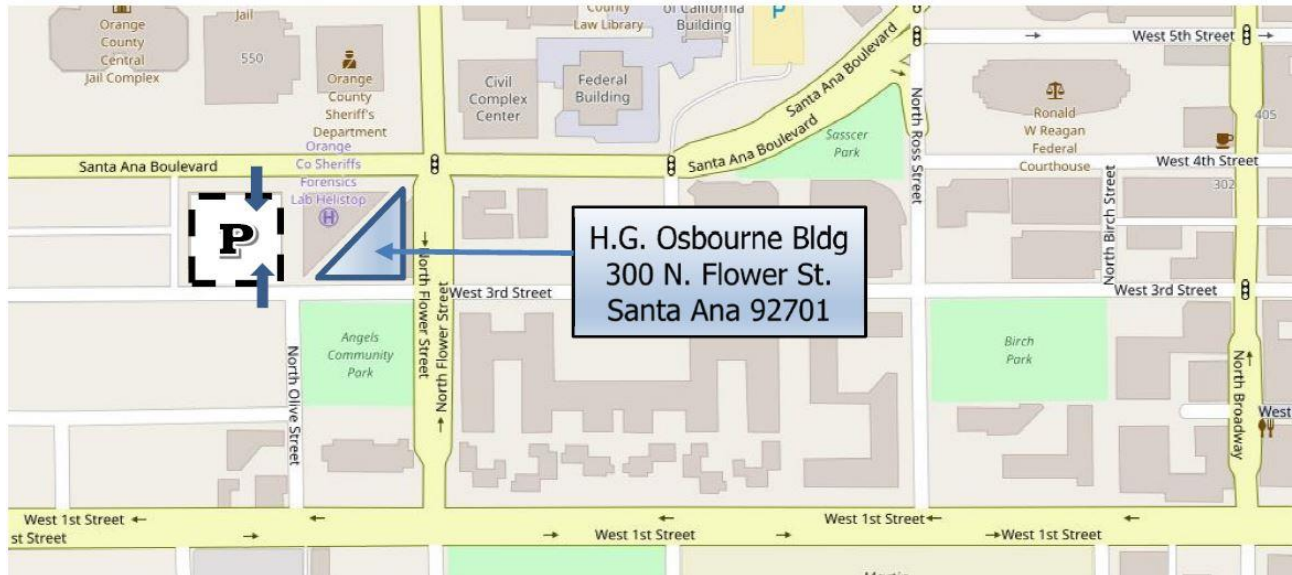 Orange
County
Central
Jail Complex
Jail
550
Orange
County
Sheriff's
Department
Orange
Co Sheriffs
Forensics
Lab Helistop
H
Civil
Complex
Center
County
Law Library
Federal
Building
of California
Building
P
Santa Ana Boulevard
Santa Ana Boulevard
Santa Ana Boulevard
Santa Ana Boulevard
Sasscer
Park
North Ross Street
West 5th Street
Ronald
W Reagan
Federal
Courthouse
405
West 4th Street
302
North Birch Street
P
H.G. Osbourne Bldg
300 N. Flower St.
Santa Ana 92701
North Flower Street
North Flower Street
West 3rd Street
West 3rd Street
Angels
Community
Park
North Olive Street
Birch
Park
North Broadway
West
West 1st Street
st Street
West 1st Street
West 1st Street
West 1st Street